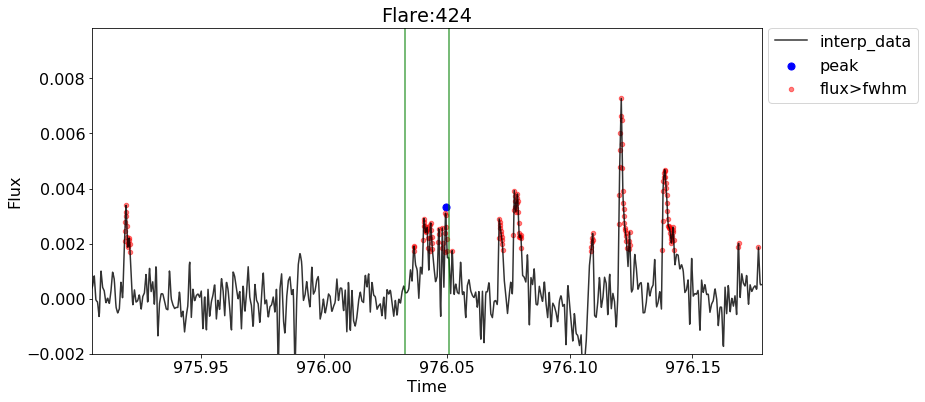 Flare:424
interp_data
peak
flux>fwhm
Flux
0.008
0.006
0.004
0.002
0.000
−0.002
975.95
976.00
976.05
976.10
976.15
Time